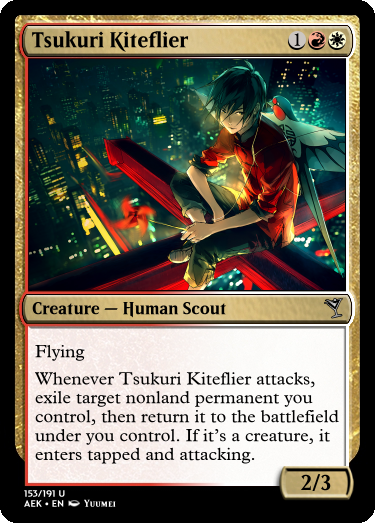 Tsukuri Kiteflier 1
Creature — Human Scout
Flying
Whenever Tsukuri Kiteflier attacks,
exile target nonland permanent you
control, then return it to the battlefield
under you control. If it's a creature, it
enters tapped and attacking.
2/3
153/191 U
AEK • EN Yuumei